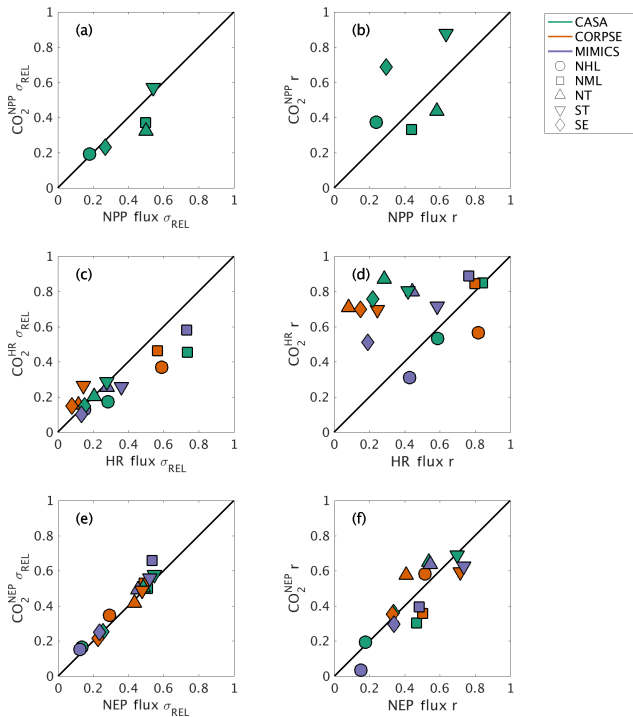 (a)
CO₂ᴺᴾᴾ σ_REL
1
0.8
0.6
0.4
0.2
0
0 0.2 0.4 0.6 0.8 1
NPP flux σ_REL
(b)
CO₂ᴺᴾᴾ r
1
0.8
0.6
0.4
0.2
0
0 0.2 0.4 0.6 0.8 1
NPP flux r
CASA
CORPSE
MIMICS
NHL
NML
NT
ST
SE
(c)
CO₂ᴴᴿ σ_REL
1
0.8
0.6
0.4
0.2
0
0 0.2 0.4 0.6 0.8 1
HR flux σ_REL
(d)
CO₂ᴴᴿ r
1
0.8
0.6
0.4
0.2
0
0 0.2 0.4 0.6 0.8 1
HR flux r
(e)
CO₂ᴺᴱᴾ σ_REL
1
0.8
0.6
0.4
0.2
0
0 0.2 0.4 0.6 0.8 1
NEP flux σ_REL
(f)
CO₂ᴺᴱᴾ r
1
0.8
0.6
0.4
0.2
0
0 0.2 0.4 0.6 0.8 1
NEP flux r